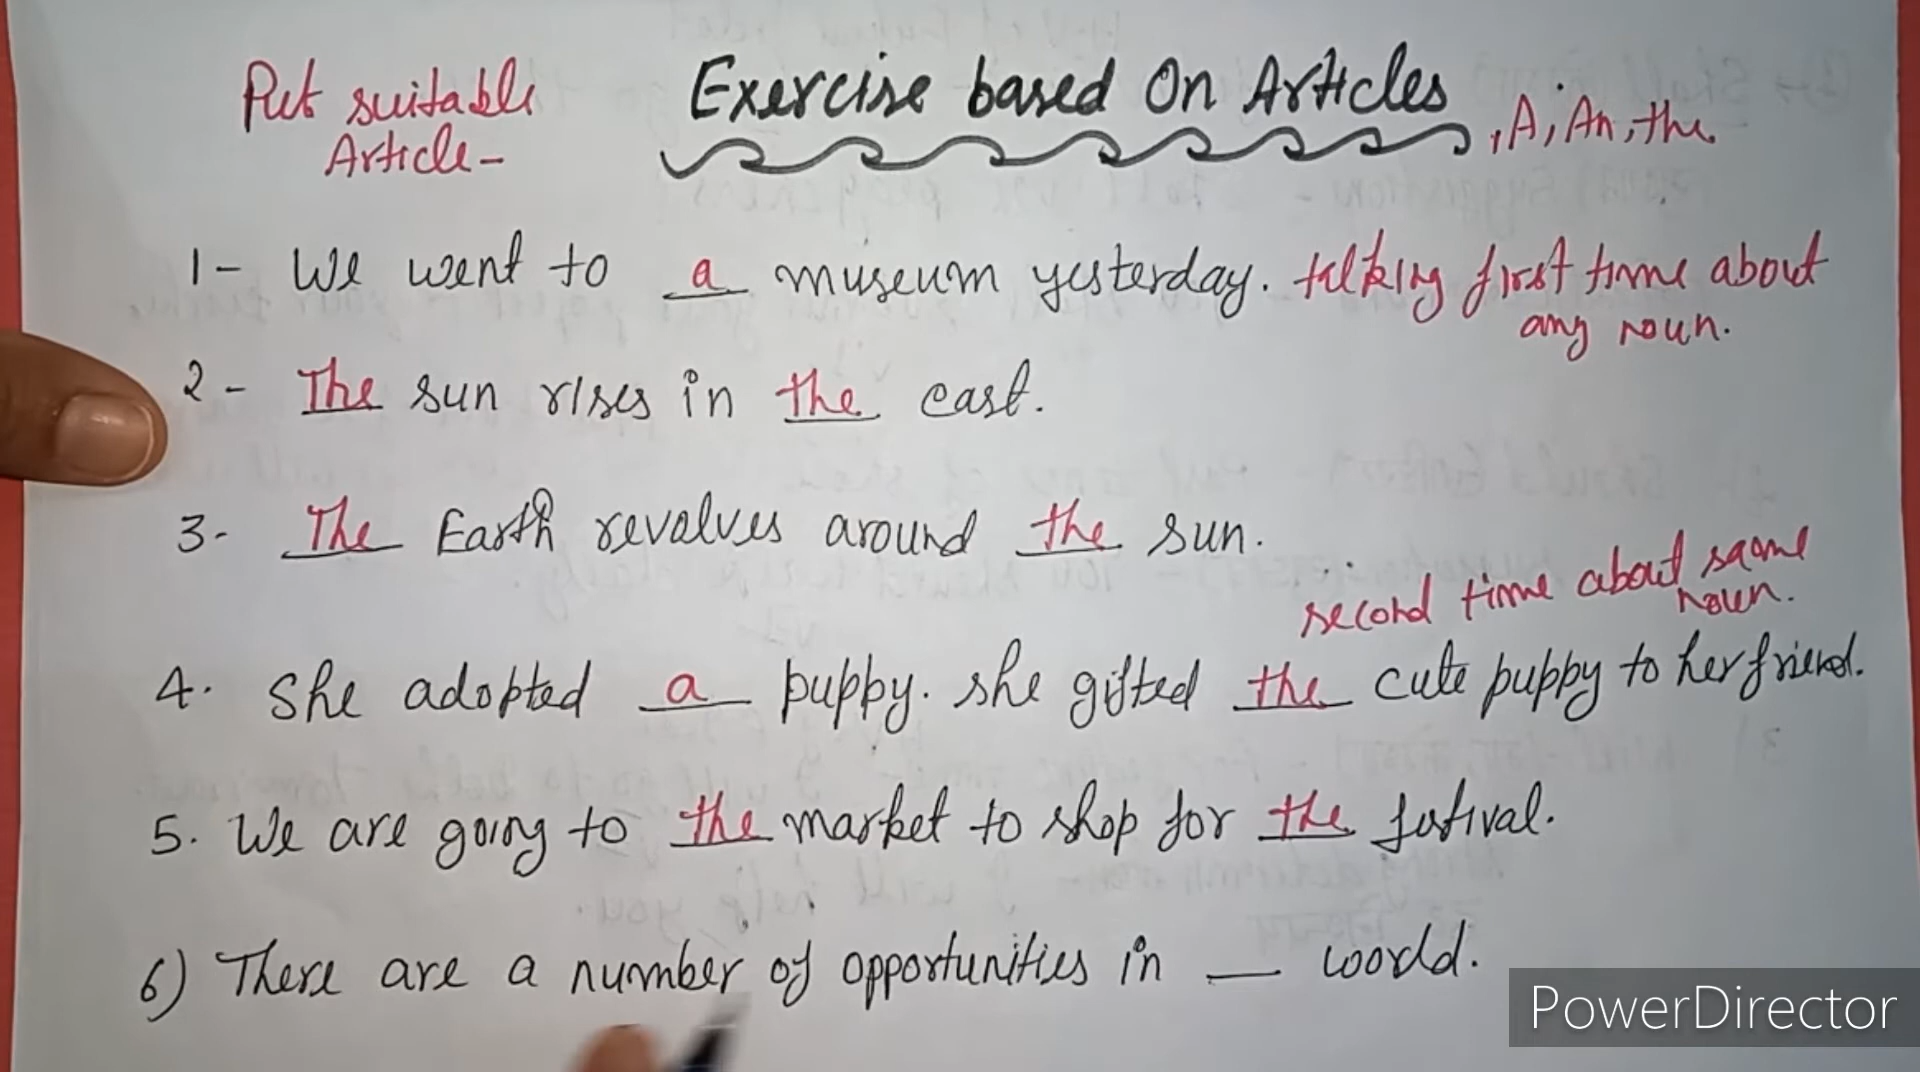 Put suitable
Article-
Exercise based On Articles, A, An, the
1- We went to a museum yesterday. talking first time about
any noun.
2- The sun rises in the east.
3- The Earth revolves around the sun.
second time about same
noun.
4. She adopted a puppy. she gifted the cute puppy to her friend.
5. We are going to the market to shop for the festival.
6) There are a number of opportunities in __ world.
PowerDirector